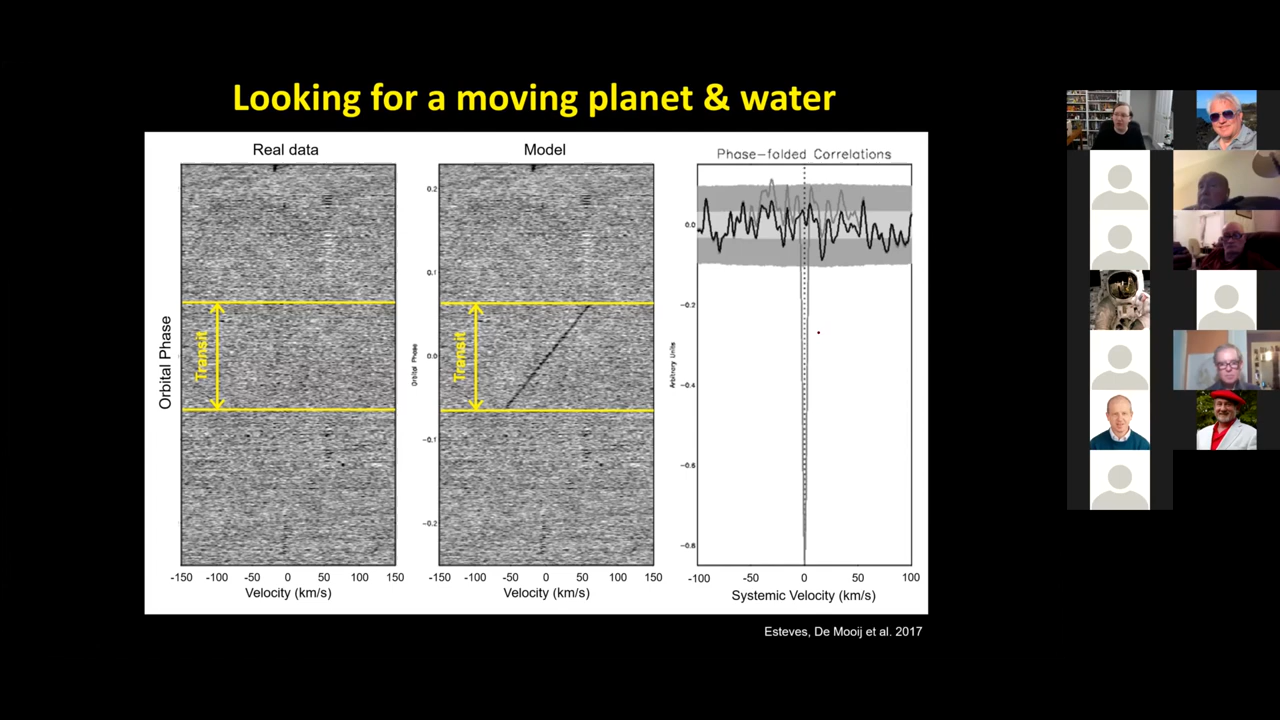 Looking for a moving planet & water
Real data
Model
Phase-folded Correlations
Orbital Phase
Transit
-150 -100 -50 0 50 100 150
Velocity (km/s)
Orbital Phase
0.2
0.1
0.0
-0.1
-0.2
Transit
-150 -100 -50 0 50 100 150
Velocity (km/s)
Arbitrary Units
0.0
-0.2
-0.4
-0.6
-0.8
-100 -50 0 50 100
Systemic Velocity (km/s)
Esteves, De Mooij et al. 2017